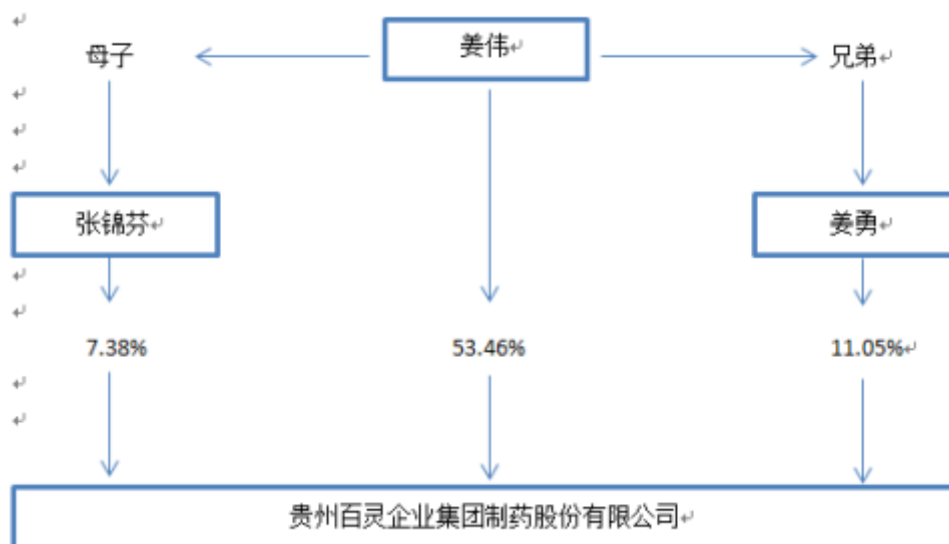 母子
姜伟
兄弟
张锦芬
姜勇
7.38%
53.46%
11.05%
贵州百灵企业集团制药股份有限公司